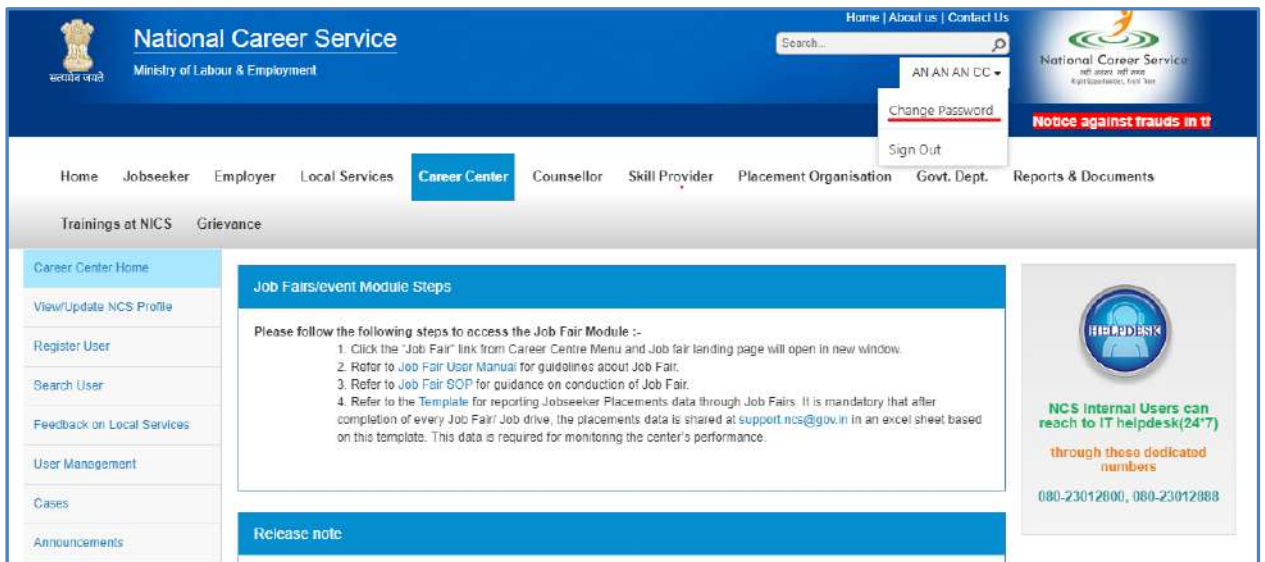 Home | About us | Contact Us
National Career Service
Ministry of Labour & Employment
सत्यमेव जयते
Search...
AN AN AN CC
Change Password
Sign Out
National Career Service
सही अवसर सही समय
Notice against frauds in th
Home Jobseeker Employer Local Services Career Center Counsellor Skill Provider Placement Organisation Govt. Dept. Reports & Documents
Trainings at NICS Grievance
Career Center Home
View/Update NCS Profile
Register User
Search User
Feedback on Local Services
User Management
Cases
Announcements
Job Fairs/event Module Steps
Please follow the following steps to access the Job Fair Module :-
1. Click the "Job Fair" link from Career Centre Menu and Job fair landing page will open in new window.
2. Refer to Job Fair User Manual for guidelines about Job Fair.
3. Refer to Job Fair SOP for guidance on conduction of Job Fair.
4. Refer to the Template for reporting Jobseeker Placements data through Job Fairs. It is mandatory that after
completion of every Job Fair/ Job drive, the placements data is shared at support.ncs@gov.in in an excel sheet based
on this template. This data is required for monitoring the center's performance.
Release note
HELPDESK
NCS Internal Users can
reach to IT helpdesk(24*7)
through these dedicated
numbers
080-23012800, 080-23012888